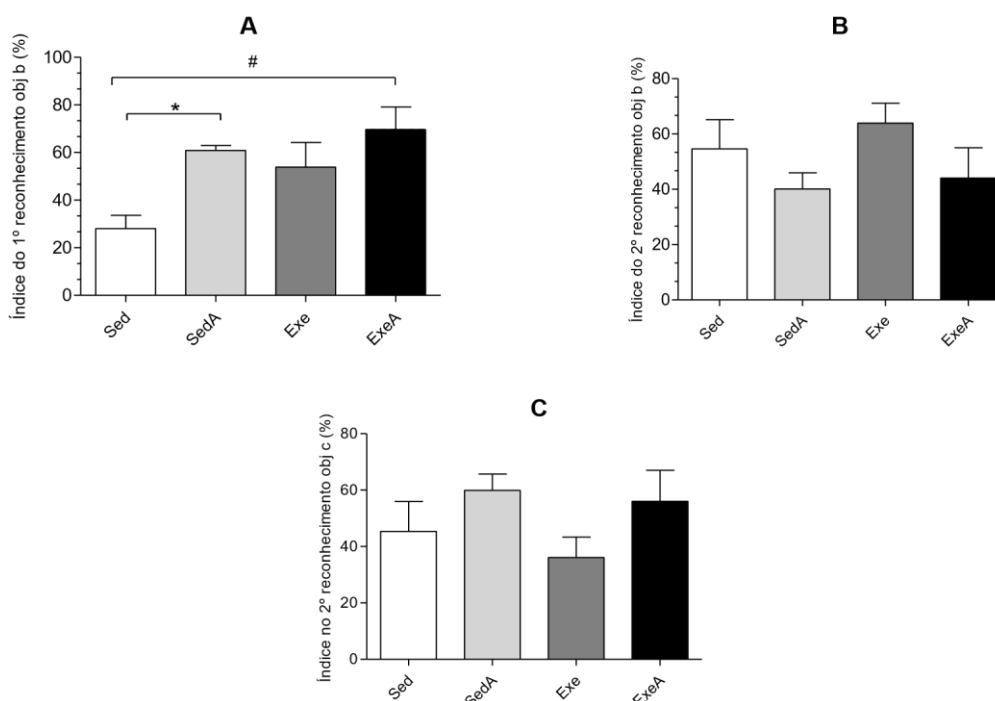 A
Índice do 1º reconhecimento obj b (%)
100
80
60
40
20
0
#
*
Sed
SedA
Exe
ExeA
B
Índice do 2º reconhecimento obj b (%)
80
60
40
20
0
Sed
SedA
Exe
ExeA
C
Índice no 2º reconhecimento obj c (%)
80
60
40
20
0
Sed
SedA
Exe
ExeA